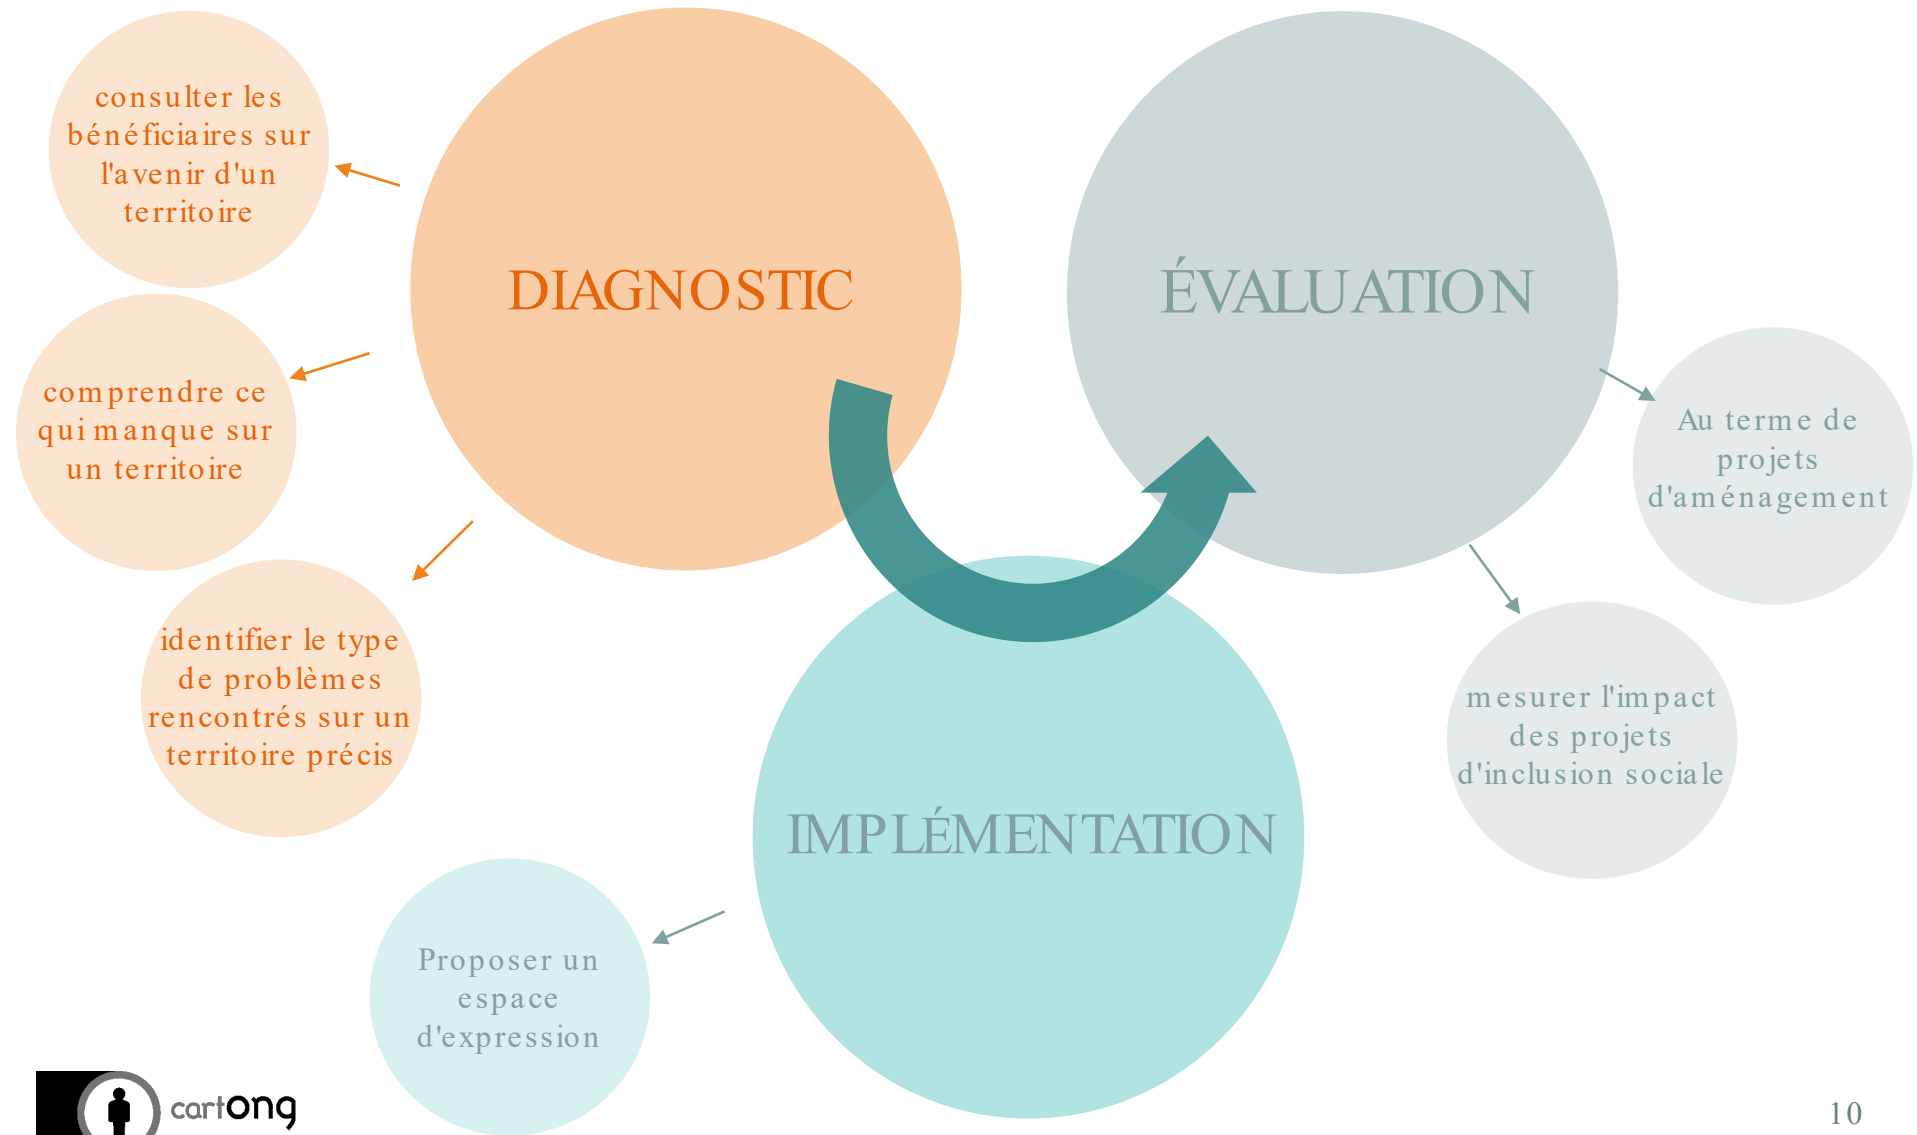 consulter les
bénéficiaires sur
l'avenir d'un
territoire
DIAGNOSTIC
ÉVALUATION
comprendre ce
qui manque sur
un territoire
Au terme de
projets
d'aménagement
identifier le type
de problèmes
rencontrés sur un
territoire précis
mesurer l'impact
des projets
d'inclusion sociale
IMPLÉMENTATION
Proposer un
espace
d'expression
cartong
10